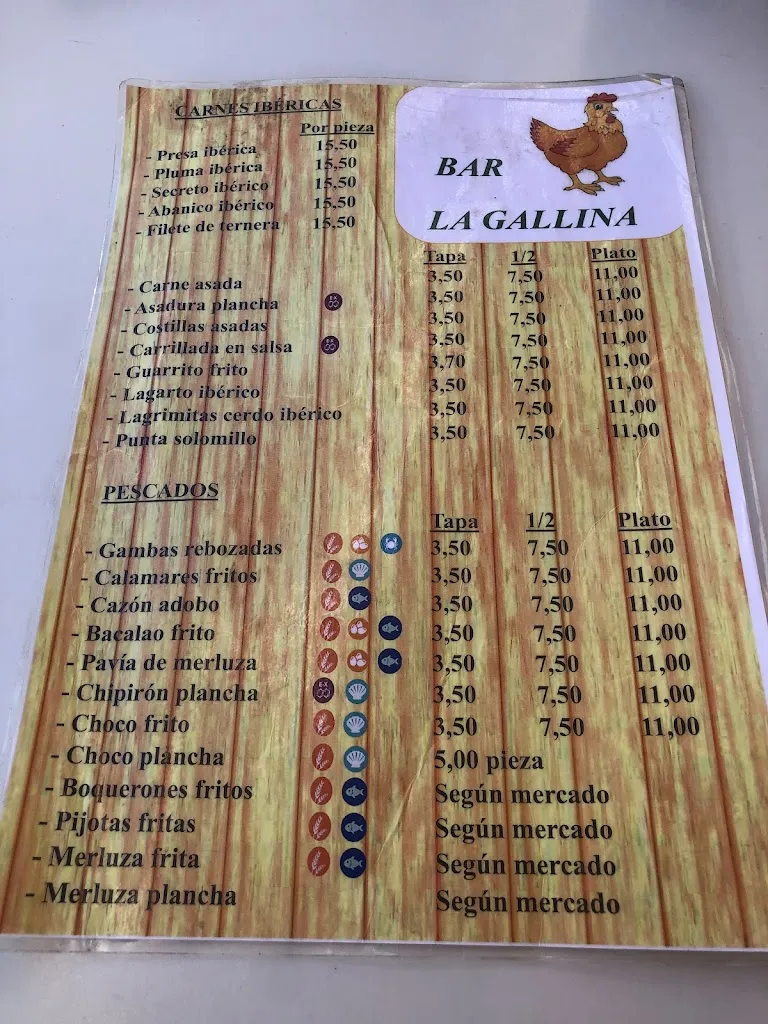 CARNES IBÉRICAS
Por pieza
- Presa ibérica 15,50
- Pluma ibérica 15,50
- Secreto ibérico 15,50
- Abanico ibérico 15,50
- Filete de ternera 15,50
BAR
LA GALLINA
Tapa 1/2 Plato
- Carne asada 3,50 7,50 11,00
- Asadura plancha 3,50 7,50 11,00
- Costillas asadas 3,50 7,50 11,00
- Carrillada en salsa 3.50 7,50 11,00
- Guarrito frito 3,70 7,50 11,00
- Lagarto ibérico 3,50 7,50 11,00
- Lagrimitas cerdo ibérico 3,50 7,50 11,00
- Punta solomillo 3,50 7,50 11,00
PESCADOS
Tapa 1/2 Plato
- Gambas rebozadas 3,50 7,50 11,00
- Calamares fritos 3,50 7,50 11,00
- Cazón adobo 3,50 7,50 11,00
- Bacalao frito 3,50 7,50 11,00
- Pavía de merluza 3,50 7,50 11,00
- Chipirón plancha 3,50 7,50 11,00
- Choco frito 3,50 7,50 11,00
- Choco plancha 5,00 pieza
- Boquerones fritos Según mercado
- Pijotas fritas Según mercado
- Merluza frita Según mercado
- Merluza plancha Según mercado